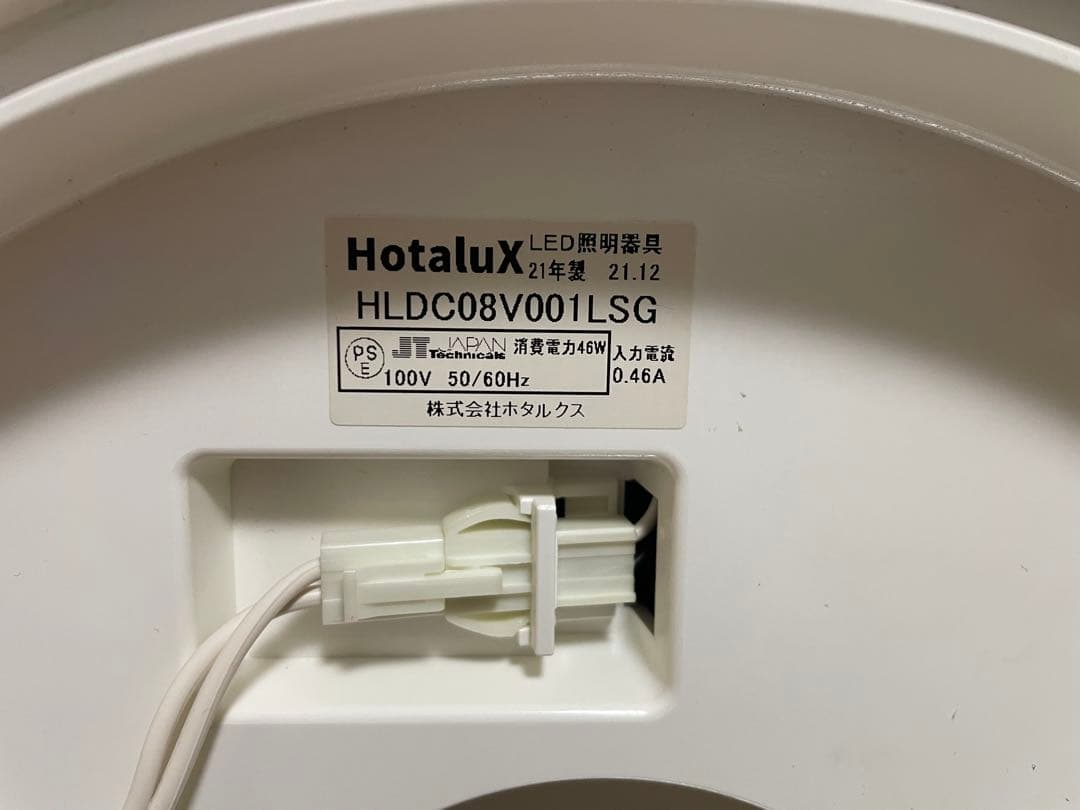 HotaluX LED照明器具
21年製 21.12
HLDC08V001LSG
PS
E
JT JAPAN Technicals 消費電力46W
100V 50/60Hz
入力電流
0.46A
株式会社ホタルクス